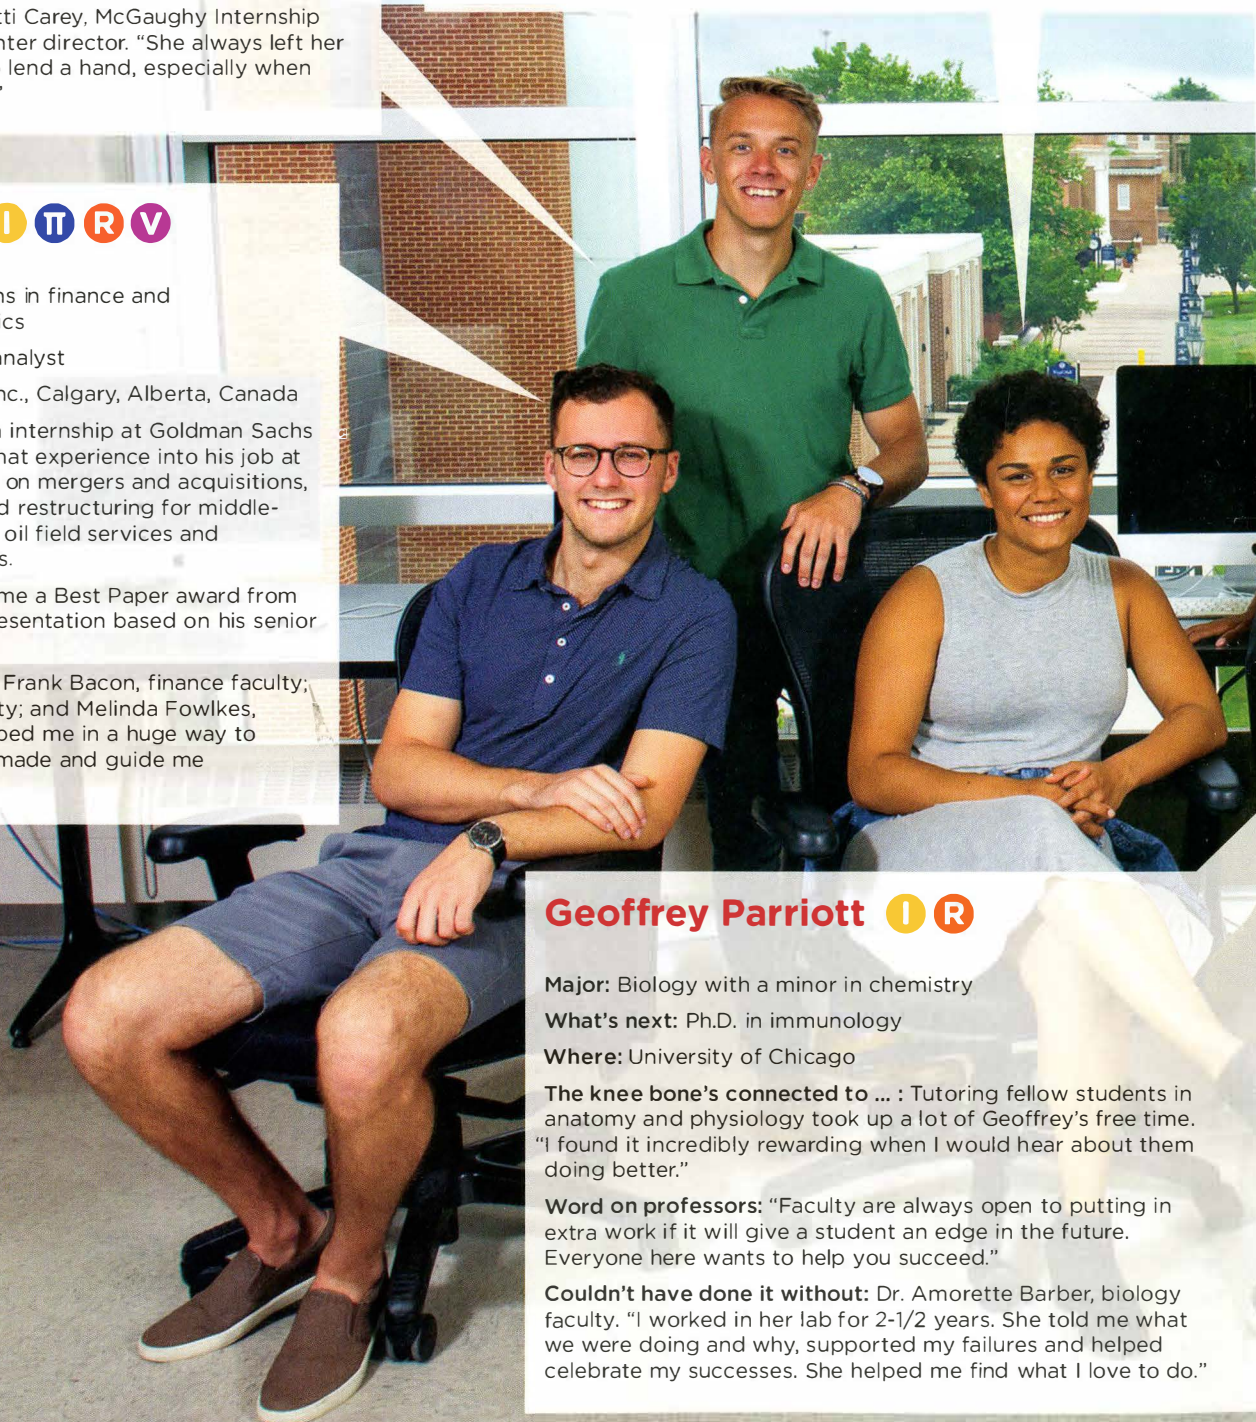 tti Carey, McGaughy Internship
nter director. “She always left her
lend a hand, especially when
”
I π R V
ns in finance and
ics
analyst
nc., Calgary, Alberta, Canada
internship at Goldman Sachs
hat experience into his job at
on mergers and acquisitions,
d restructuring for middle-
oil field services and
s.
me a Best Paper award from
esentation based on his senior
Frank Bacon, finance faculty;
ty; and Melinda Fowlkes,
ped me in a huge way to
made and guide me
Geoffrey Parriott I R
Major: Biology with a minor in chemistry
What’s next: Ph.D. in immunology
Where: University of Chicago
The knee bone’s connected to ... : Tutoring fellow students in
anatomy and physiology took up a lot of Geoffrey’s free time.
“I found it incredibly rewarding when I would hear about them
doing better.”
Word on professors: “Faculty are always open to putting in
extra work if it will give a student an edge in the future.
Everyone here wants to help you succeed.”
Couldn’t have done it without: Dr. Amorette Barber, biology
faculty. “I worked in her lab for 2-1/2 years. She told me what
we were doing and why, supported my failures and helped
celebrate my successes. She helped me find what I love to do.”